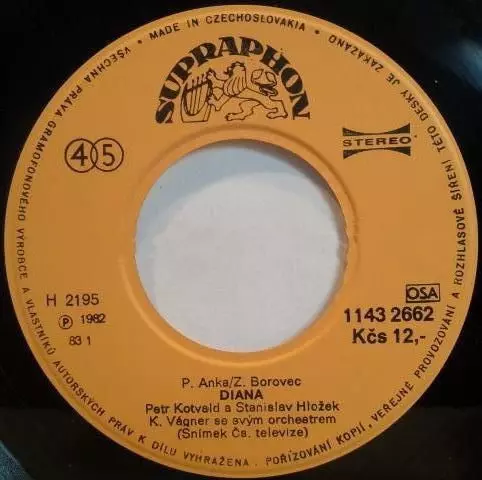 • MADE IN CZECHOSLOVAKIA •
VŠECHNA PRÁVA GRAMOFONOVÉHO VÝROBCE A VLASTNÍKŮ AUTORSKÝCH PRÁV K DÍLU VYHRAŽENA. POŘIZOVÁNÍ KOPIÍ, VEŘEJNÉ PROVOZOVÁNÍ A ROZHLASOVÉ ŠÍŘENÍ TÉTO DESKY JE ZAKÁZÁNO
SUPRAPHON
45
STEREO
H 2195
Ⓟ 1982
83 1
OSA
1143 2662
Kčs 12,-
P. Anka/Z. Borovec
DIANA
Petr Kotvald a Stanislav Hložek
K. Vágner se svým orchestrem
(Snímek Čs. televize)